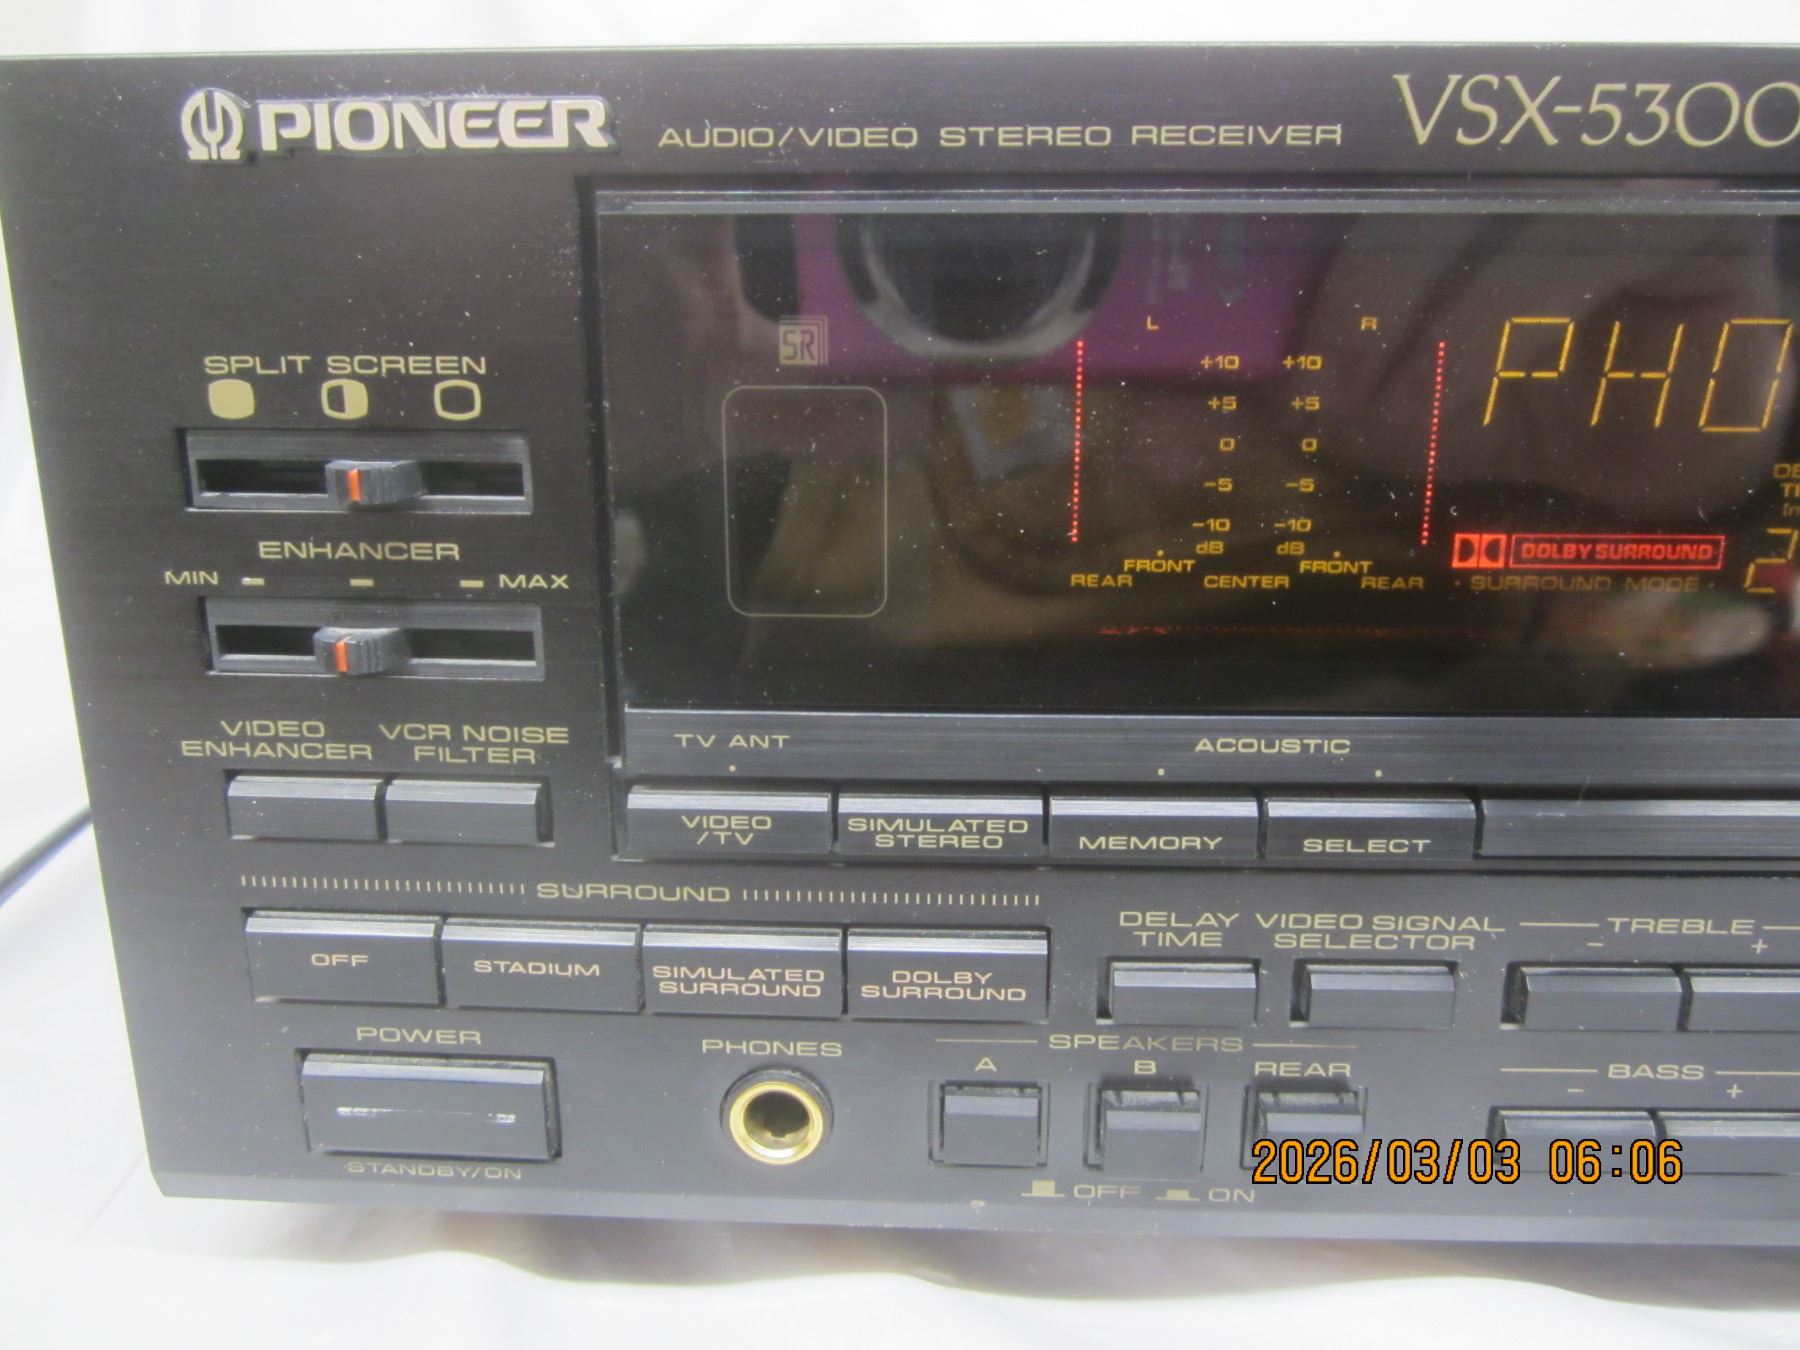 PIONEER AUDIO/VIDEO STEREO RECEIVER VSX-5300
SPLIT SCREEN
SR
L R
+10 +10
+5 +5
0 0
-5 -5
-10 -10
dB dB
FRONT FRONT
REAR CENTER REAR
PHO
DOLBY SURROUND
SURROUND MODE
ENHANCER
MIN MAX
VIDEO ENHANCER
VCR NOISE FILTER
TV ANT
ACOUSTIC
VIDEO /TV
SIMULATED STEREO
MEMORY
SELECT
SURROUND
OFF
STADIUM
SIMULATED SURROUND
DOLBY SURROUND
DELAY TIME
VIDEO SIGNAL SELECTOR
TREBLE
- +
POWER
STANDBY/ON
PHONES
SPEAKERS
A B REAR
OFF ON
BASS
- +
2026/03/03 06:06